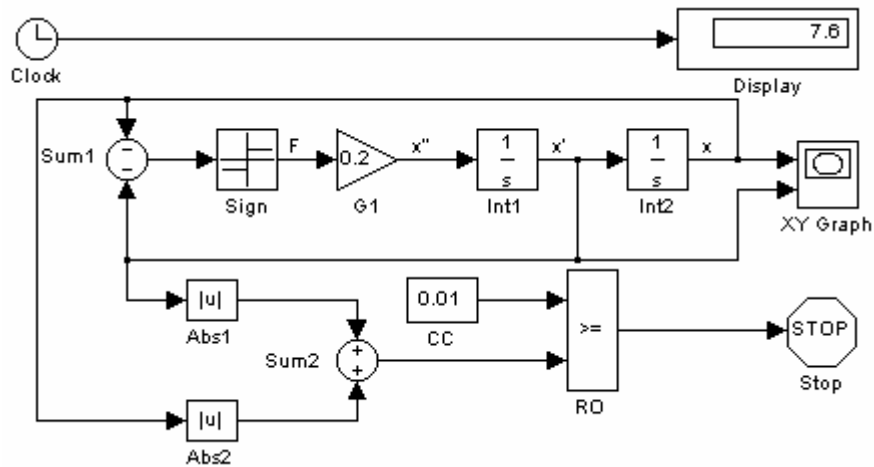 Clock
7.6
Display
Sum1
−
−
Sign
F
0.2
G1
x''
1
s
Int1
x'
1
s
Int2
x
XY Graph
|u|
Abs1
0.01
CC
Sum2
+
+
>=
RO
STOP
Stop
|u|
Abs2